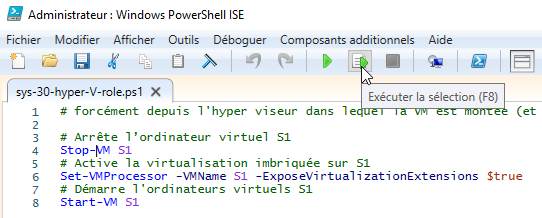 Administrateur : Windows PowerShell ISE
Fichier Modifier Afficher Outils Déboguer Composants additionnels Aide
sys-30-hyper-V-role.ps1
Exécuter la sélection (F8)
1 # forcément depuis l'hyper viseur dans lequel la VM est montée (et
2
3 # Arrête l'ordinateur virtuel S1
4 Stop-VM S1
5 # Active la virtualisation imbriquée sur S1
6 Set-VMProcessor -VMName S1 -ExposeVirtualizationExtensions $true
7 # Démarre l'ordinateurs virtuels S1
8 Start-VM S1